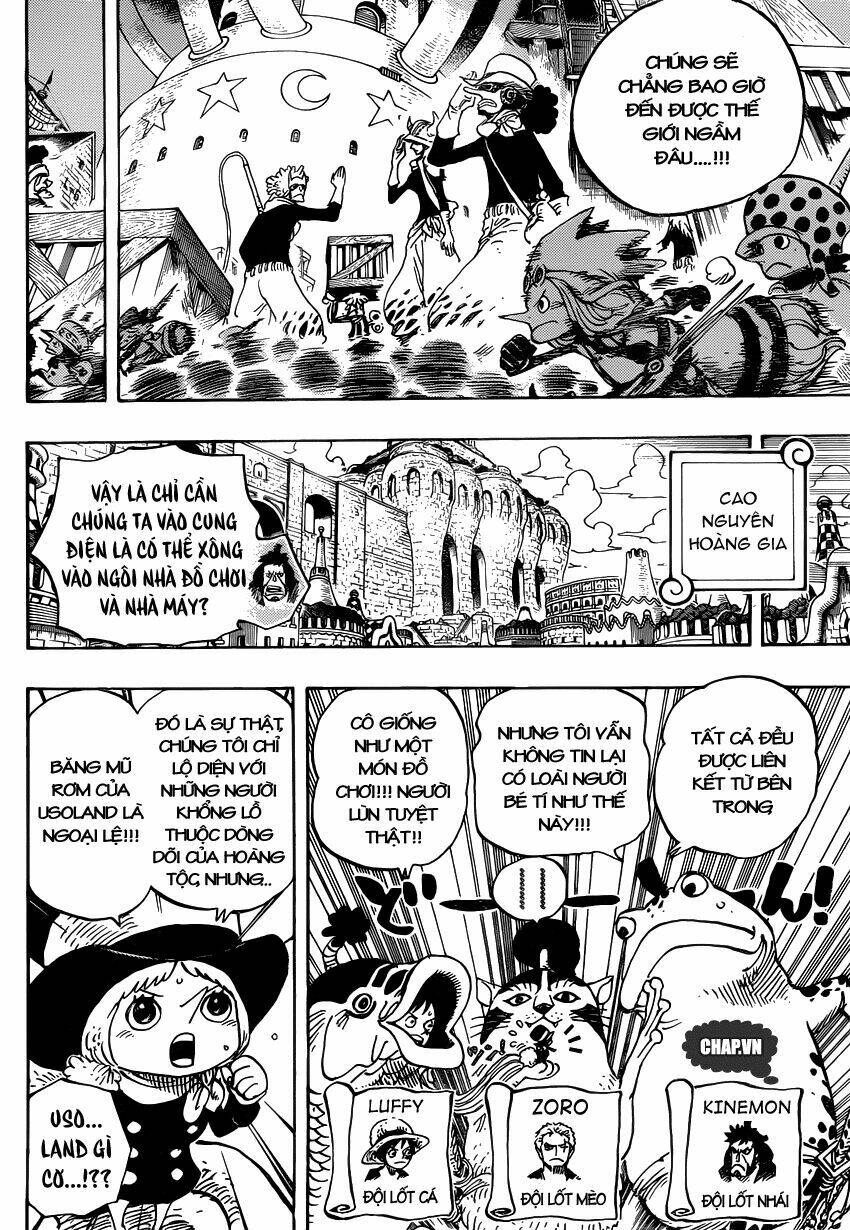 CHÚNG SẼ
CHẲNG BAO GIỜ
ĐẾN ĐƯỢC THẾ
GIỚI NGẦM
ĐÂU....!!!
CAO
NGUYÊN
HOÀNG GIA
VẬY LÀ CHỈ CẦN
CHÚNG TA VÀO CUNG
ĐIỆN LÀ CÓ THỂ XÔNG
VÀO NGÔI NHÀ ĐỒ CHƠI
VÀ NHÀ MÁY?
TẤT CẢ ĐỀU
ĐƯỢC LIÊN
KẾT TỪ BÊN
TRONG,
NHƯNG TÔI VẪN
KHÔNG TIN LẠI
CÓ LOÀI NGƯỜI
BÉ TÍ NHƯ THẾ
NÀY!!!
CÔ GIỐNG
NHƯ MỘT
MÓN ĐỒ
CHƠI!!!! NGƯỜI
LÙN TUYỆT
THẬT!!
どどん!
CHAP.VN
KINEMON
ĐỘI LỐT NHÁI
ZORO
ĐỘI LỐT MÈO
LUFFY
ĐỘI LỐT CÁ
ĐÓ LÀ SỰ THẬT,
CHÚNG TÔI CHỈ
LỘ DIỆN VỚI
NHỮNG NGƯỜI
KHỔNG LỒ
THUỘC DÒNG
DÕI CỦA HOÀNG
TỘC, NHƯNG..
BĂNG MŨ
RƠM CỦA
USOLAND LÀ
NGOẠI LỆ!!!
USO...
LAND GÌ
CƠ...!??